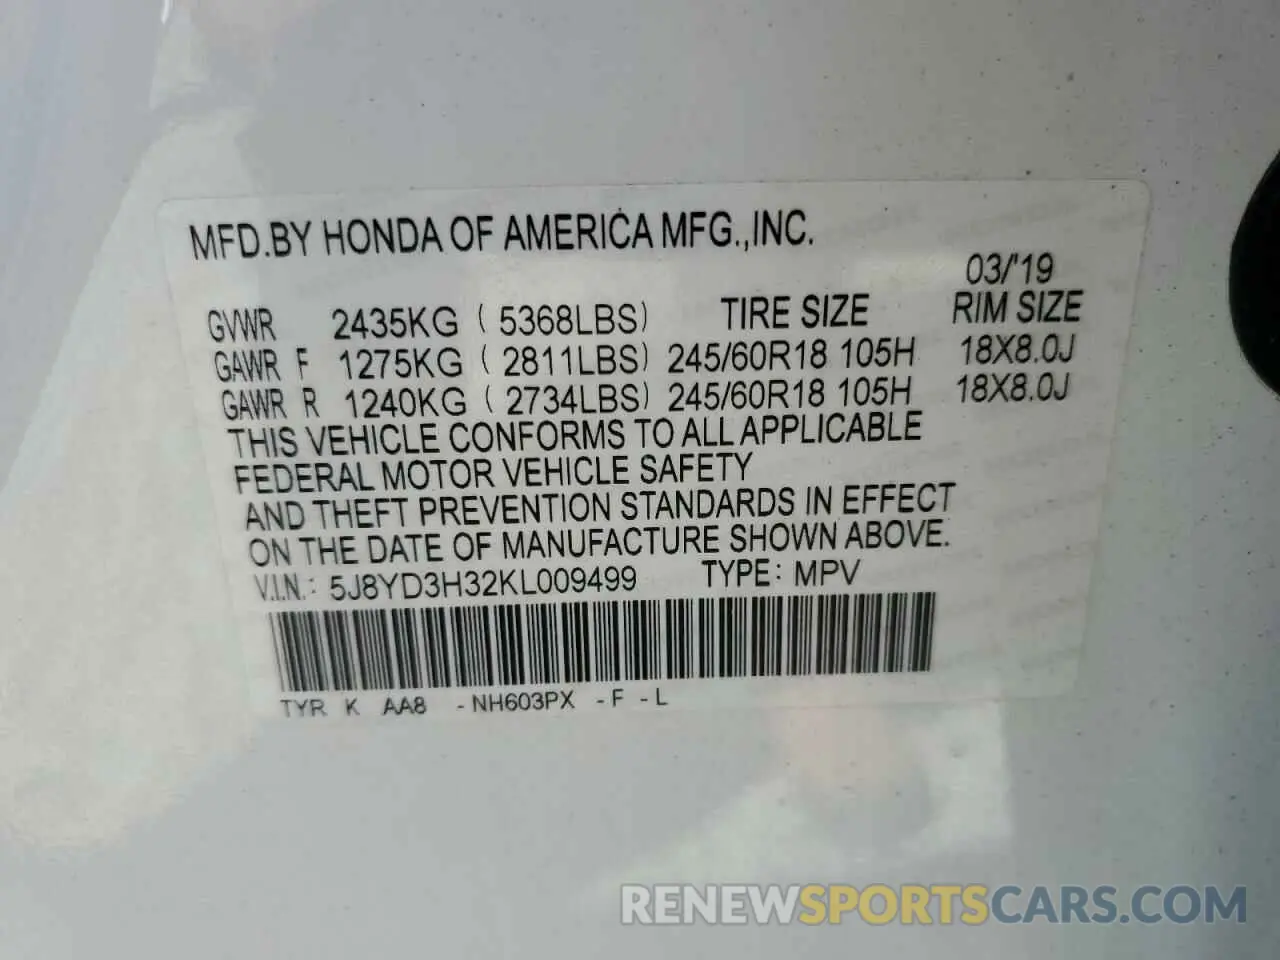 MFD.BY HONDA OF AMERICA MFG.,INC.
03/'19
GVWR 2435KG ( 5368LBS) TIRE SIZE RIM SIZE
GAWR F 1275KG ( 2811LBS) 245/60R18 105H 18X8.0J
GAWR R 1240KG ( 2734LBS) 245/60R18 105H 18X8.0J
THIS VEHICLE CONFORMS TO ALL APPLICABLE
FEDERAL MOTOR VEHICLE SAFETY
AND THEFT PREVENTION STANDARDS IN EFFECT
ON THE DATE OF MANUFACTURE SHOWN ABOVE.
V.I.N.: 5J8YD3H32KL009499 TYPE: MPV
TYR K AA8 -NH603PX -F -L
RENEWSPORTSCARS.COM